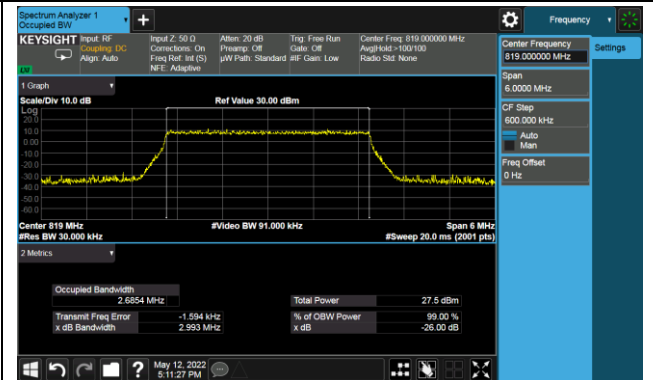 Spectrum Analyzer 1
Occupied BW
Frequency
KEYSIGHT
Input: RF
Coupling: DC
Align: Auto
Input Z: 50 Ω
Corrections: On
Freq Ref: Int (S)
NFE: Adaptive
Atten: 20 dB
Preamp: Off
µW Path: Standard
Trig: Free Run
Gate: Off
#IF Gain: Low
Center Freq: 819.000000 MHz
Avg|Hold:>100/100
Radio Std: None
Center Frequency
819.000000 MHz
Settings
Span
6.0000 MHz
CF Step
600.000 kHz
Auto
Man
Freq Offset
0 Hz
1 Graph
Scale/Div 10.0 dB
Ref Value 30.00 dBm
Log
20.0
10.0
0.00
-10.0
-20.0
-30.0
-40.0
-50.0
-60.0
Center 819 MHz
#Video BW 91.000 kHz
Span 6 MHz
#Res BW 30.000 kHz
#Sweep 20.0 ms (2001 pts)
2 Metrics
Occupied Bandwidth
2.6854 MHz
Total Power
27.5 dBm
Transmit Freq Error
-1.594 kHz
% of OBW Power
99.00 %
x dB Bandwidth
2.993 MHz
x dB
-26.00 dB
May 12, 2022
5:11:27 PM